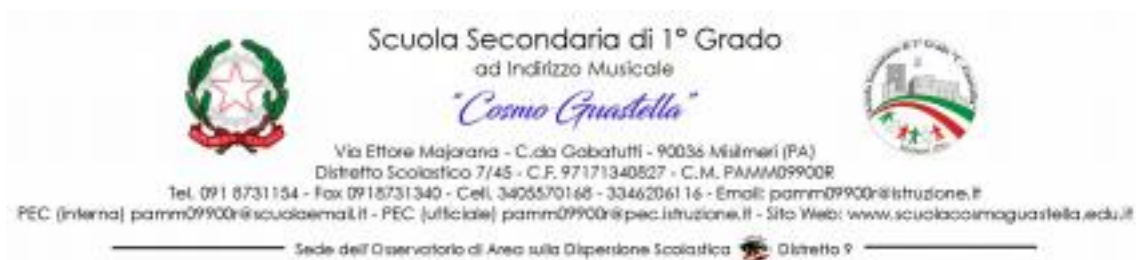 Scuola Secondaria di 1° Grado
ad Indirizzo Musicale
"Cosmo Guastella"
Via Ettore Majorana - C.da Gabatutti - 90036 Misilmeri (PA)
Distretto Scolastico 7/45 - C.F. 97171340827 - C.M. PAMM09900R
Tel. 091 8731154 - Fax 0918731340 - Cell. 3405570168 - 3346206116 - Email: pamm09900r@istruzione.it
PEC (interna) pamm09900r@scuolaemail.it - PEC (ufficiale) pamm09900r@pec.istruzione.it - Sito Web: www.scuolacosmoguastella.edu.it
Sede dell'Osservatorio di Area sulla Dispersione Scolastica Distretto 9